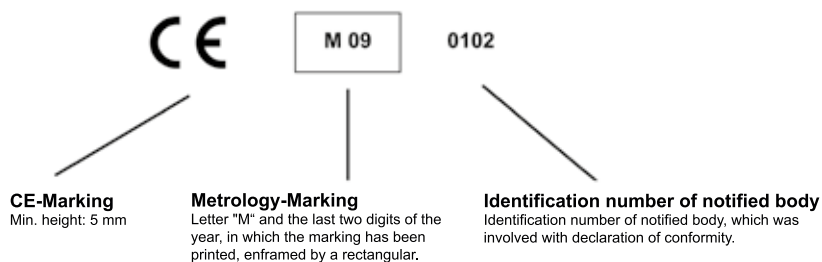 CE
M 09
0102
CE-Marking
Min. height: 5 mm
Metrology-Marking
Letter "M“ and the last two digits of the
year, in which the marking has been
printed, enframed by a rectangular.
Identification number of notified body
Identification number of notified body, which was
involved with declaration of conformity.